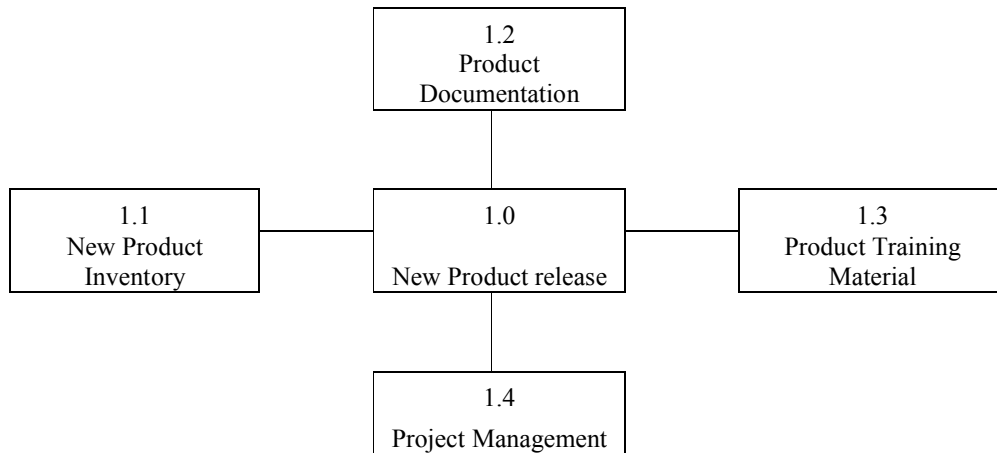 1.2
Product
Documentation
1.1
New Product
Inventory
1.0
New Product release
1.3
Product Training
Material
1.4
Project Management